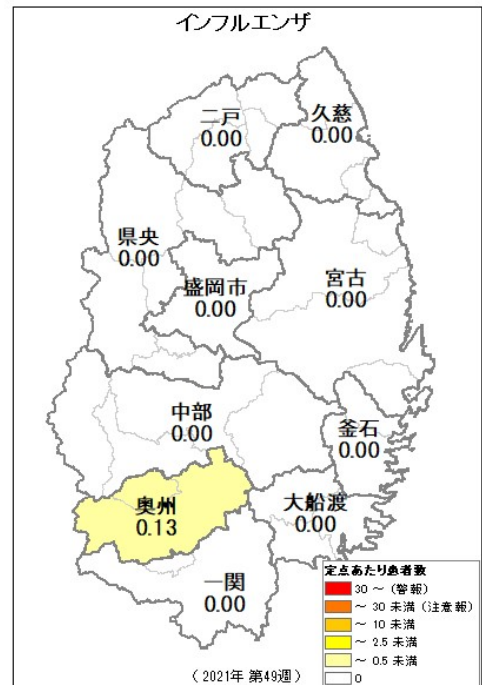 インフルエンザ
二戸
0.00
久慈
0.00
県央
0.00
盛岡市
0.00
宮古
0.00
中部
0.00
釜石
0.00
奥州
0.13
大船渡
0.00
一関
0.00
定点あたり患者数
30 ～ (警報)
～ 30 未満 (注意報)
～ 10 未満
～ 2.5 未満
～ 0.5 未満
0
( 2021年 第49週 )